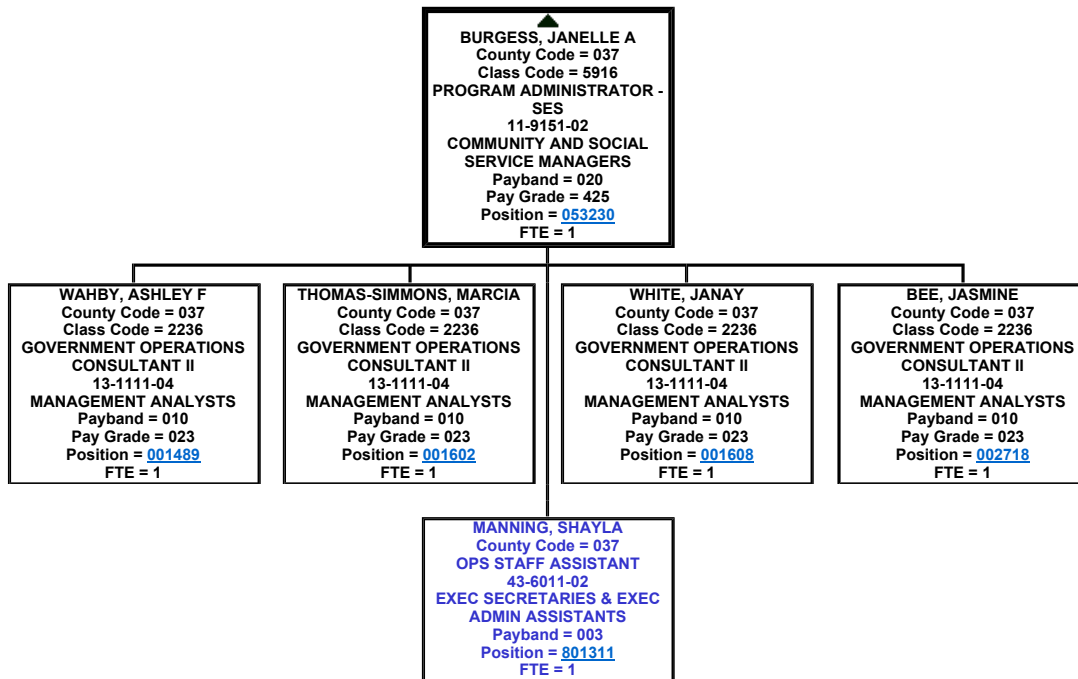 BURGESS, JANELLE A
County Code = 037
Class Code = 5916
PROGRAM ADMINISTRATOR -
SES
11-9151-02
COMMUNITY AND SOCIAL
SERVICE MANAGERS
Payband = 020
Pay Grade = 425
Position = 053230
FTE = 1
WAHBY, ASHLEY F
County Code = 037
Class Code = 2236
GOVERNMENT OPERATIONS
CONSULTANT II
13-1111-04
MANAGEMENT ANALYSTS
Payband = 010
Pay Grade = 023
Position = 001489
FTE = 1
THOMAS-SIMMONS, MARCIA
County Code = 037
Class Code = 2236
GOVERNMENT OPERATIONS
CONSULTANT II
13-1111-04
MANAGEMENT ANALYSTS
Payband = 010
Pay Grade = 023
Position = 001602
FTE = 1
WHITE, JANAY
County Code = 037
Class Code = 2236
GOVERNMENT OPERATIONS
CONSULTANT II
13-1111-04
MANAGEMENT ANALYSTS
Payband = 010
Pay Grade = 023
Position = 001608
FTE = 1
BEE, JASMINE
County Code = 037
Class Code = 2236
GOVERNMENT OPERATIONS
CONSULTANT II
13-1111-04
MANAGEMENT ANALYSTS
Payband = 010
Pay Grade = 023
Position = 002718
FTE = 1
MANNING, SHAYLA
County Code = 037
OPS STAFF ASSISTANT
43-6011-02
EXEC SECRETARIES & EXEC
ADMIN ASSISTANTS
Payband = 003
Position = 801311
FTE = 1